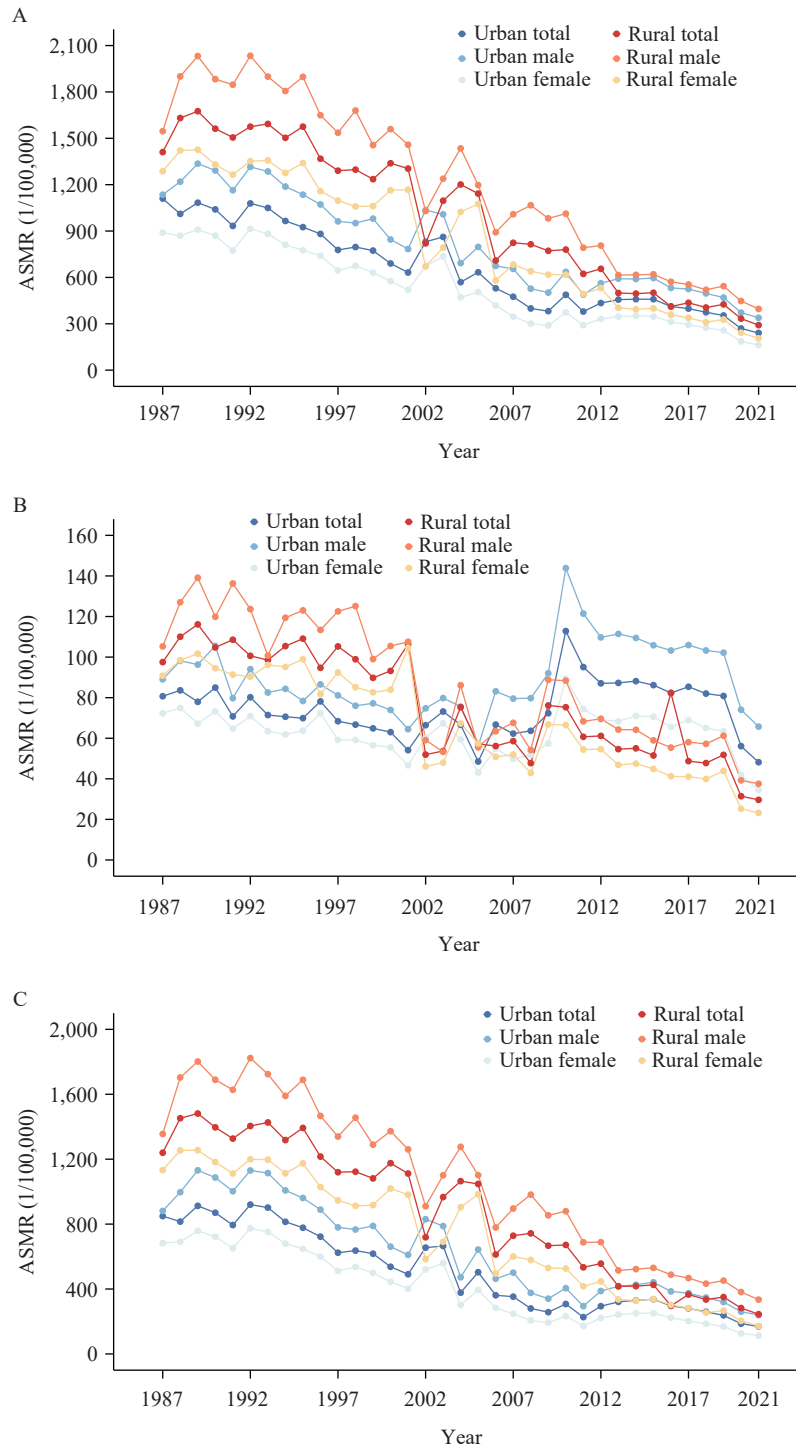 A
Urban total Rural total
Urban male Rural male
Urban female Rural female
2,100
1,800
1,500
1,200
900
600
300
0
ASMR (1/100,000)
1987 1992 1997 2002 2007 2012 2017 2021
Year
B
Urban total Rural total
Urban male Rural male
Urban female Rural female
160
140
120
100
80
60
40
20
0
ASMR (1/100,000)
1987 1992 1997 2002 2007 2012 2017 2021
Year
C
Urban total Rural total
Urban male Rural male
Urban female Rural female
2,000
1,600
1,200
800
400
0
ASMR (1/100,000)
1987 1992 1997 2002 2007 2012 2017 2021
Year